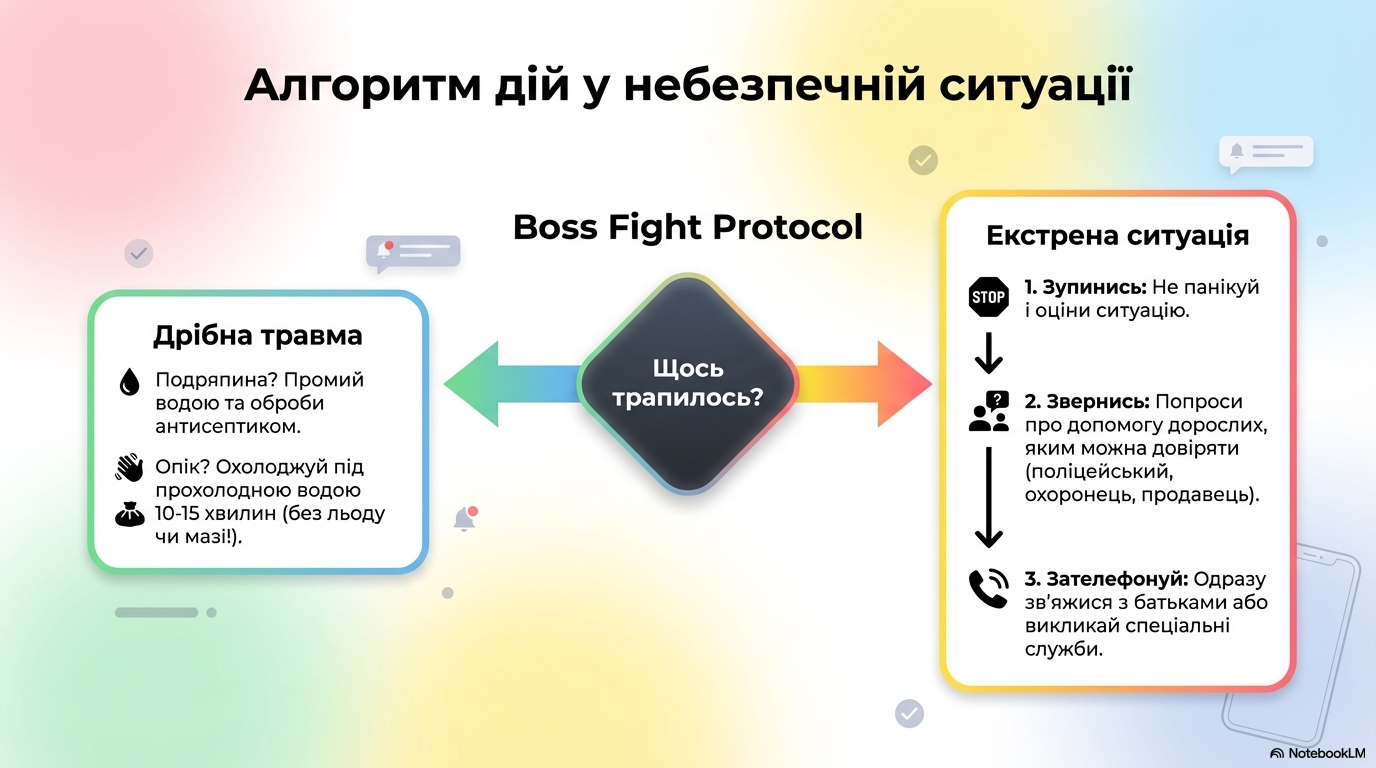 Алгоритм дій у небезпечній ситуації
Boss Fight Protocol
Дрібна травма
Подряпина? Промий
водою та оброби
антисептиком.
Опік? Охолоджуй під
прохолодною водою
10-15 хвилин (без льоду
чи мазі!).
Щось
трапилось?
Екстрена ситуація
STOP
1. Зупинись: Не панікуй
і оціни ситуацію.
?
2. Звернись: Попроси
про допомогу дорослих,
яким можна довіряти
(поліцейський,
охоронець, продавець).
3. Зателефонуй: Одразу
зв'яжися з батьками або
викликай спеціальні
служби.
NotebookLM